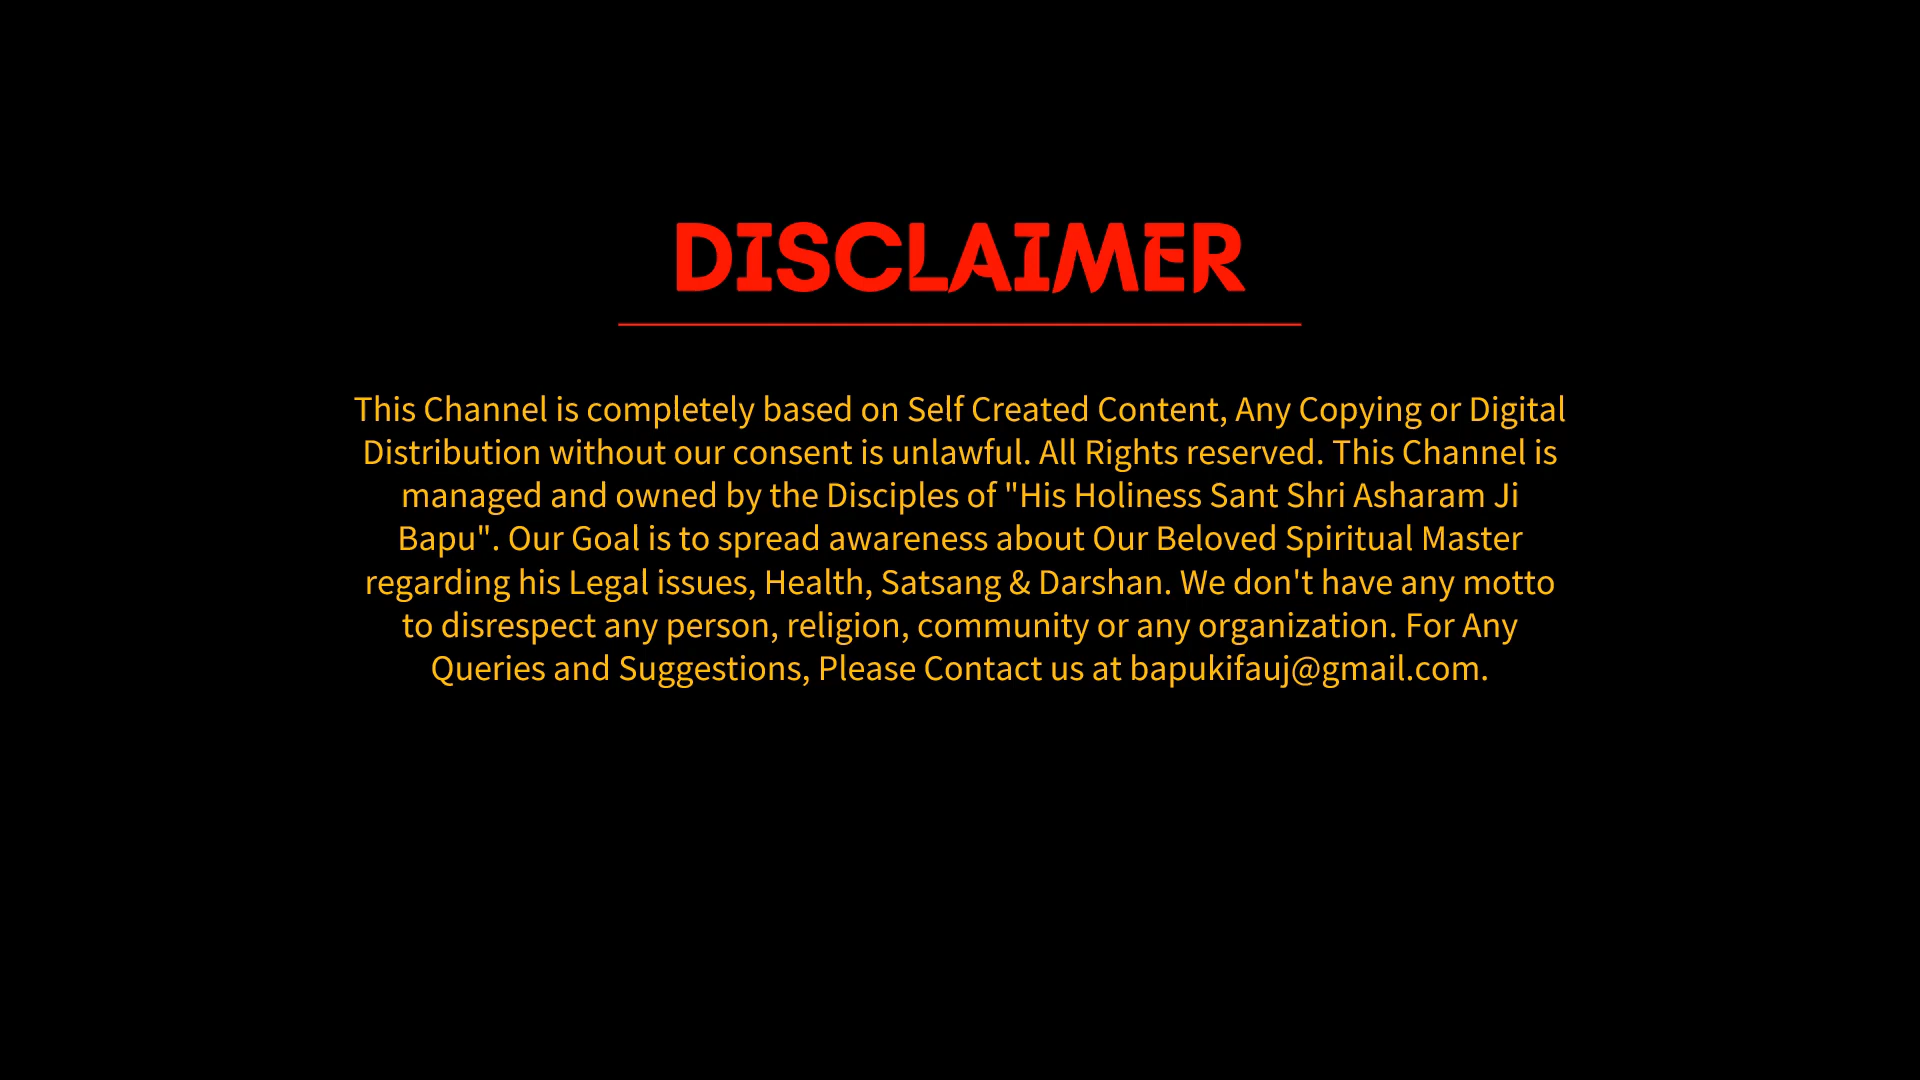 DISCLAIMER
This Channel is completely based on Self Created Content, Any Copying or Digital
Distribution without our consent is unlawful. All Rights reserved. This Channel is
managed and owned by the Disciples of "His Holiness Sant Shri Asharam Ji
Bapu". Our Goal is to spread awareness about Our Beloved Spiritual Master
regarding his Legal issues, Health, Satsang & Darshan. We don't have any motto
to disrespect any person, religion, community or any organization. For Any
Queries and Suggestions, Please Contact us at bapukifauj@gmail.com.